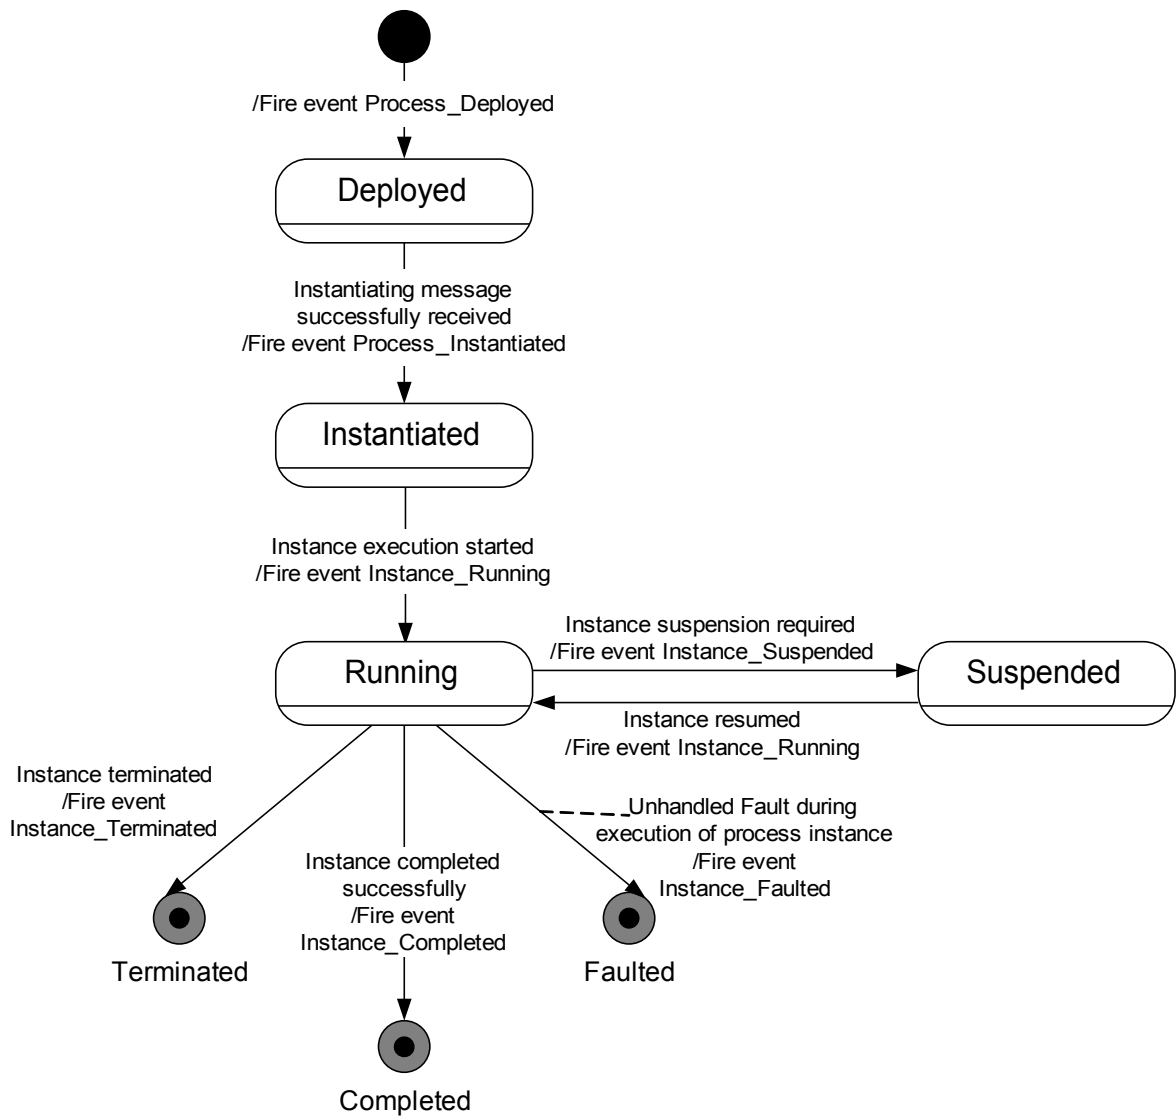 /Fire event Process_Deployed
Deployed
Instantiating message
successfully received
/Fire event Process_Instantiated
Instantiated
Instance execution started
/Fire event Instance_Running
Running
Instance suspension required
/Fire event Instance_Suspended
Suspended
Instance resumed
/Fire event Instance_Running
Instance terminated
/Fire event
Instance_Terminated
Terminated
Instance completed
successfully
/Fire event
Instance_Completed
Completed
Unhandled Fault during
execution of process instance
/Fire event
Instance_Faulted
Faulted